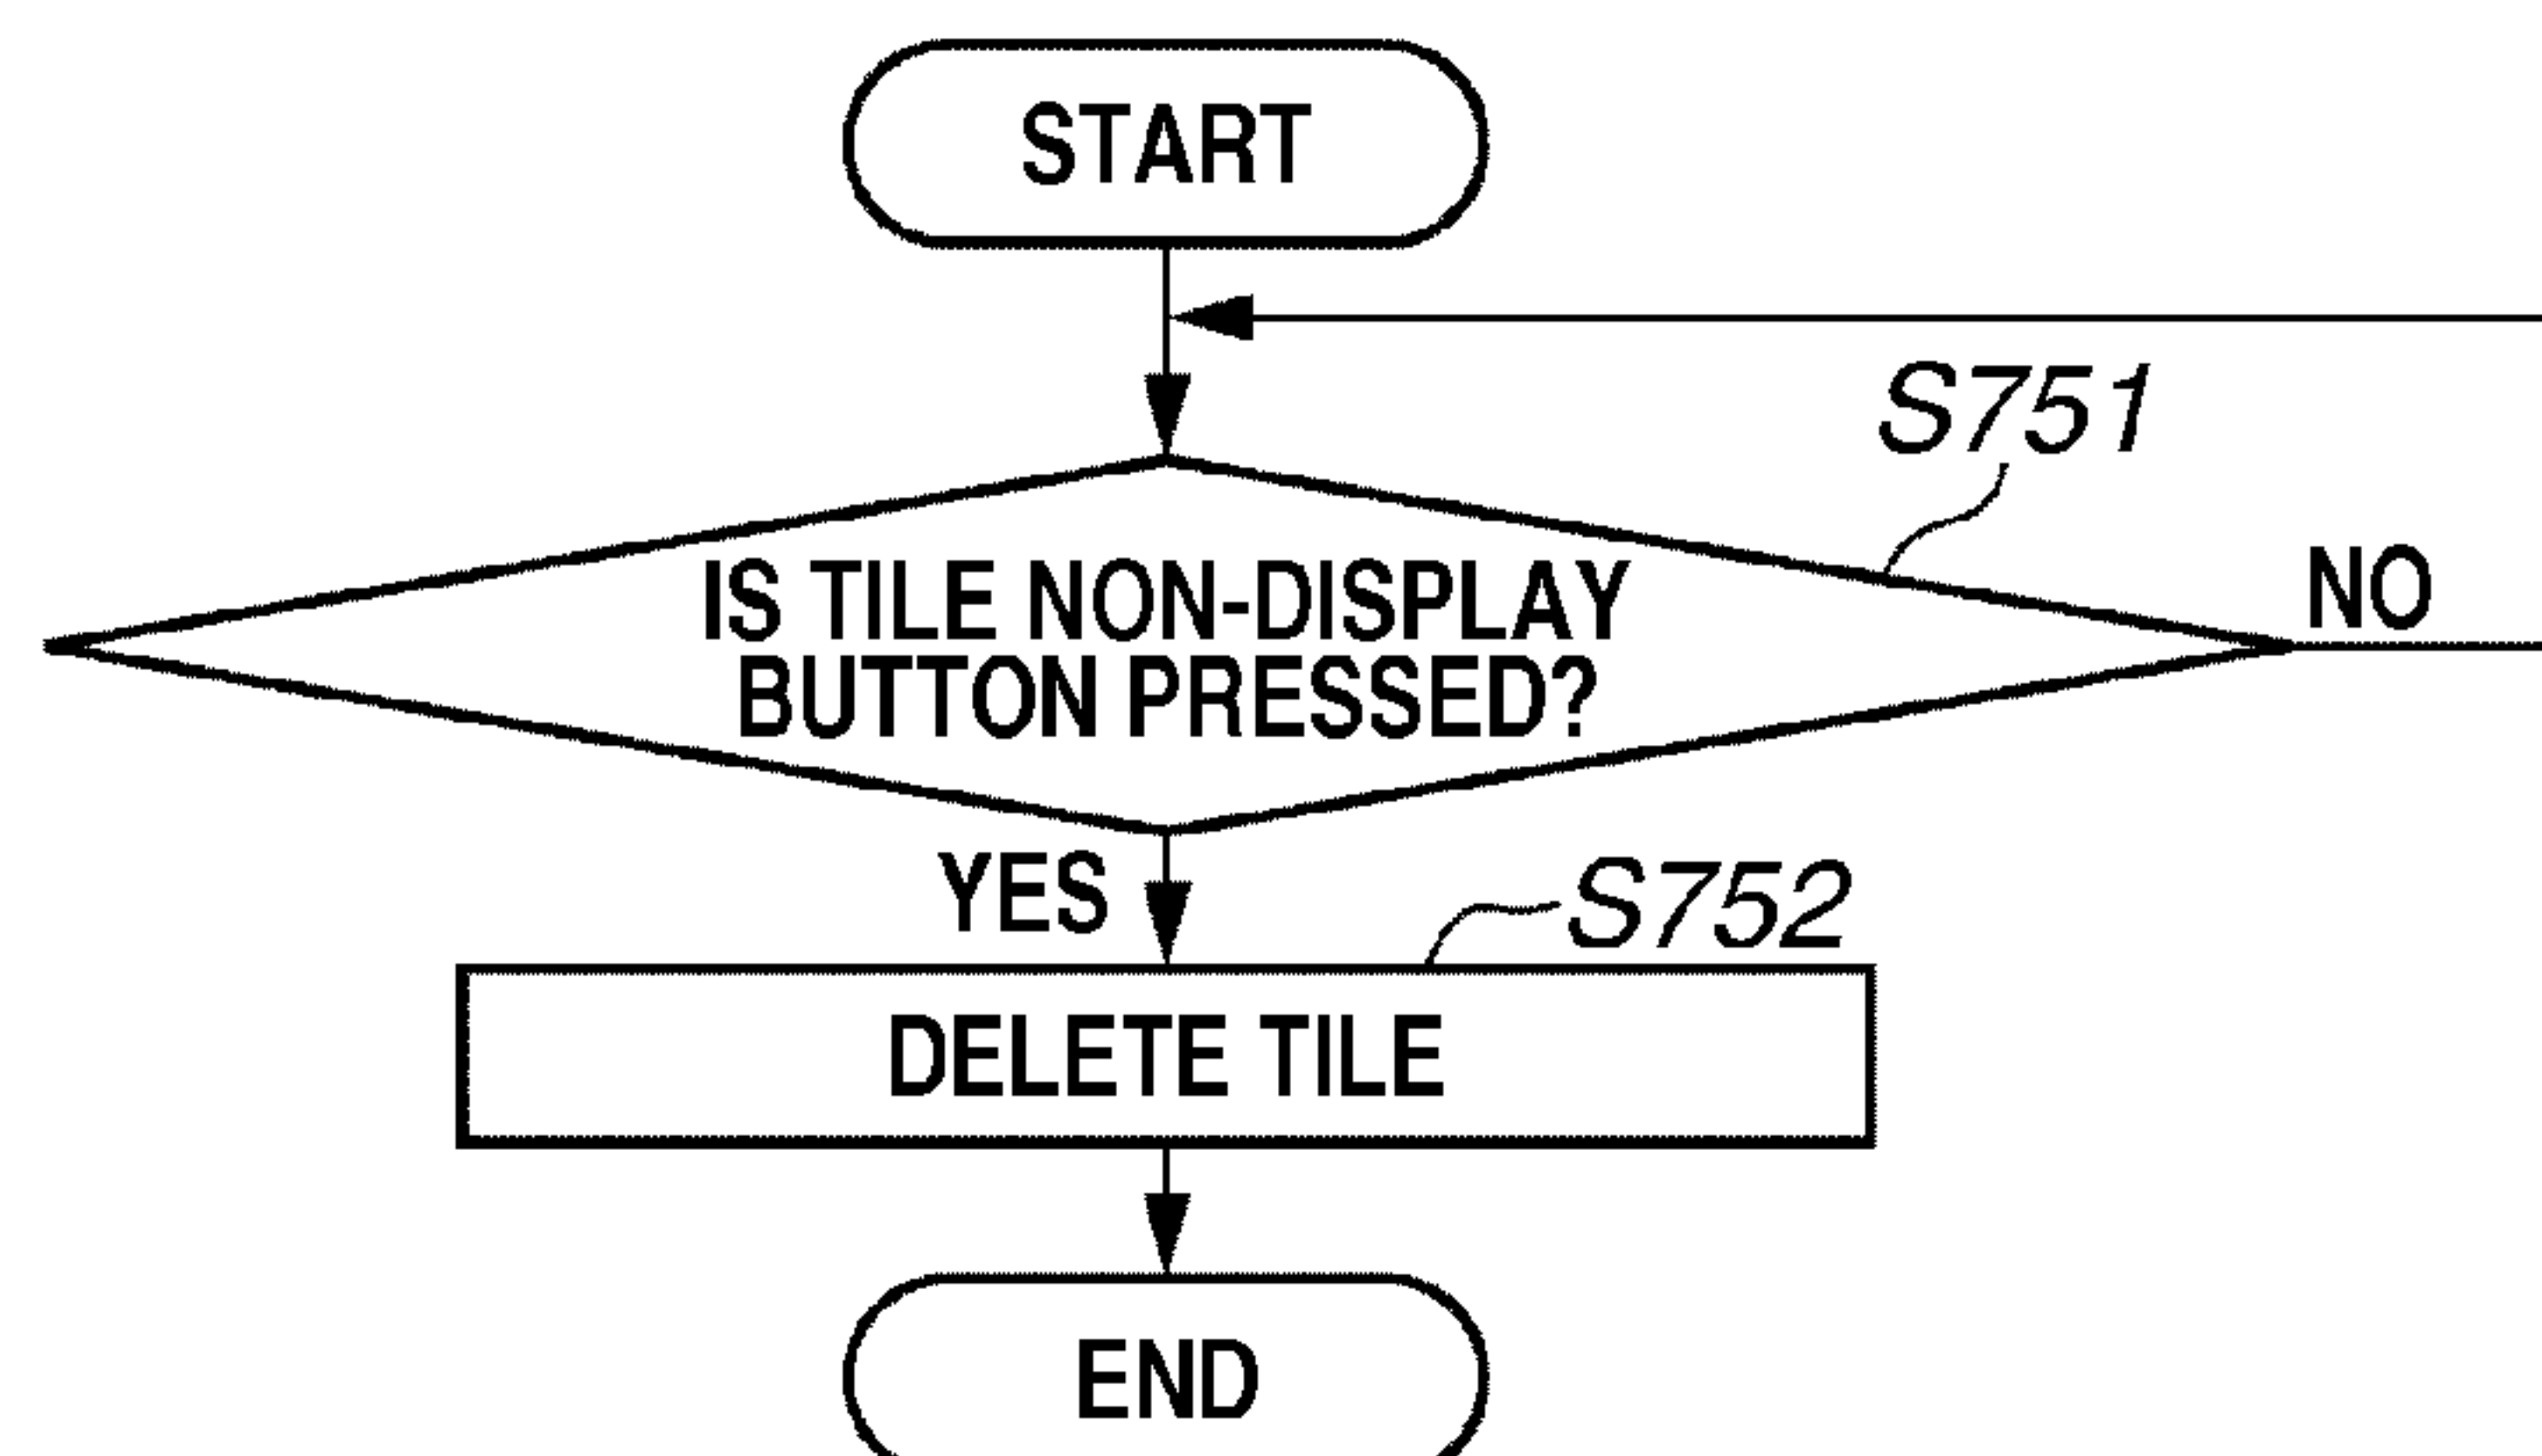 START
S751
IS TILE NON-DISPLAY
BUTTON PRESSED?
NO
YES
S752
DELETE TILE
END